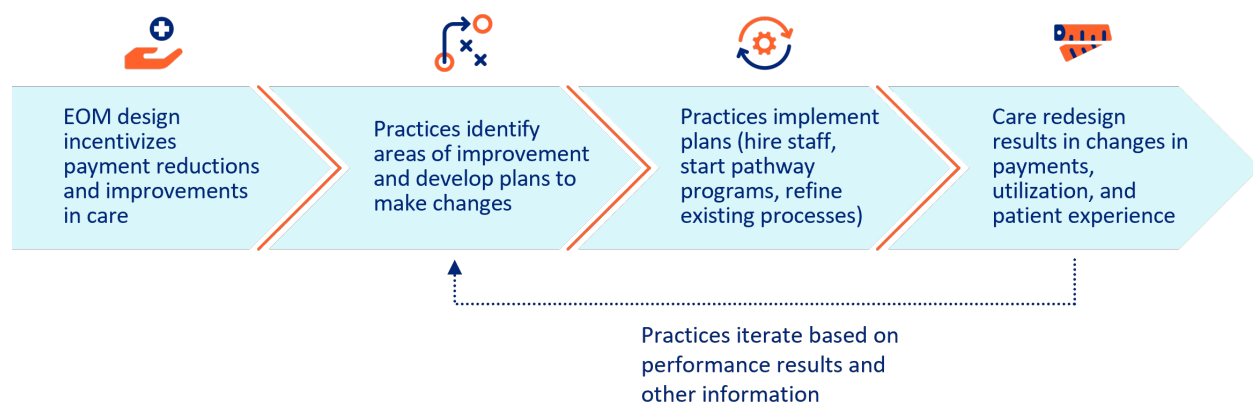 EOM design
incentivizes
payment reductions
and improvements
in care
Practices identify
areas of improvement
and develop plans to
make changes
Practices implement
plans (hire staff,
start pathway
programs, refine
existing processes)
Care redesign
results in changes in
payments,
utilization, and
patient experience
Practices iterate based on
performance results and
other information